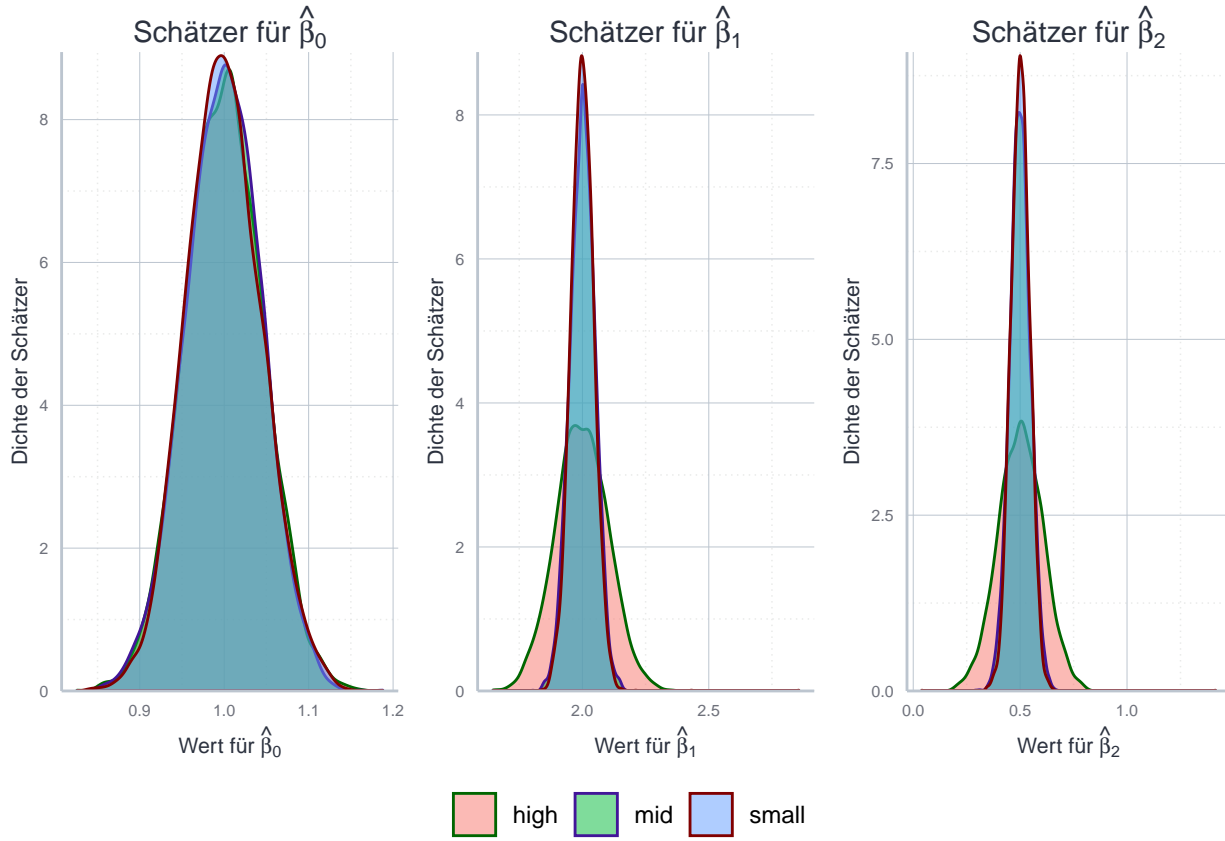 Schätzer für β̂₀
Schätzer für β̂₁
Schätzer für β̂₂
Dichte der Schätzer
8
6
4
2
0
0.9
1.0
1.1
1.2
Wert für β̂₀
Dichte der Schätzer
8
6
4
2
0
2.0
2.5
Wert für β̂₁
Dichte der Schätzer
7.5
5.0
2.5
0.0
0.0
0.5
1.0
Wert für β̂₂
high
mid
small